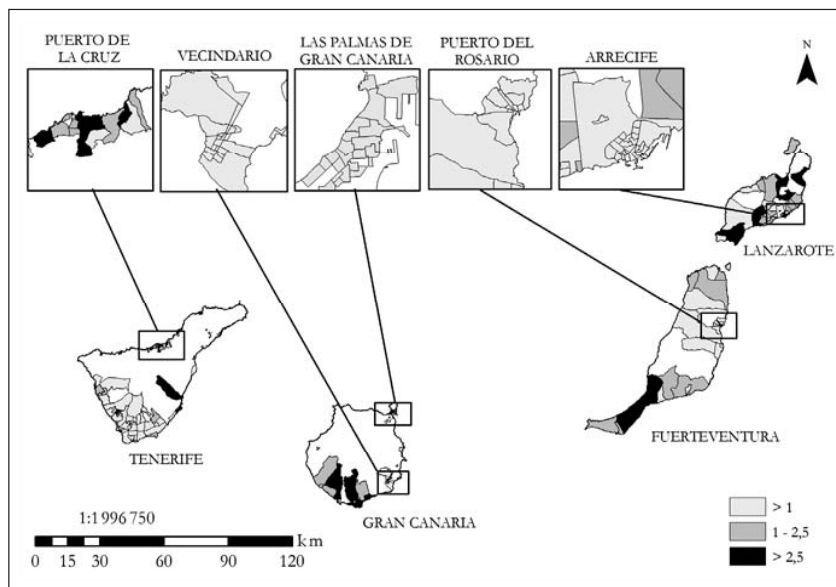 PUERTO DE
LA CRUZ
VECINDARIO
LAS PALMAS DE
GRAN CANARIA
PUERTO DEL
ROSARIO
ARRECIFE
N
LANZAROTE
FUERTEVENTURA
TENERIFE
GRAN CANARIA
1:1 996 750
km
0 15 30 60 90 120
> 1
1 - 2,5
> 2,5